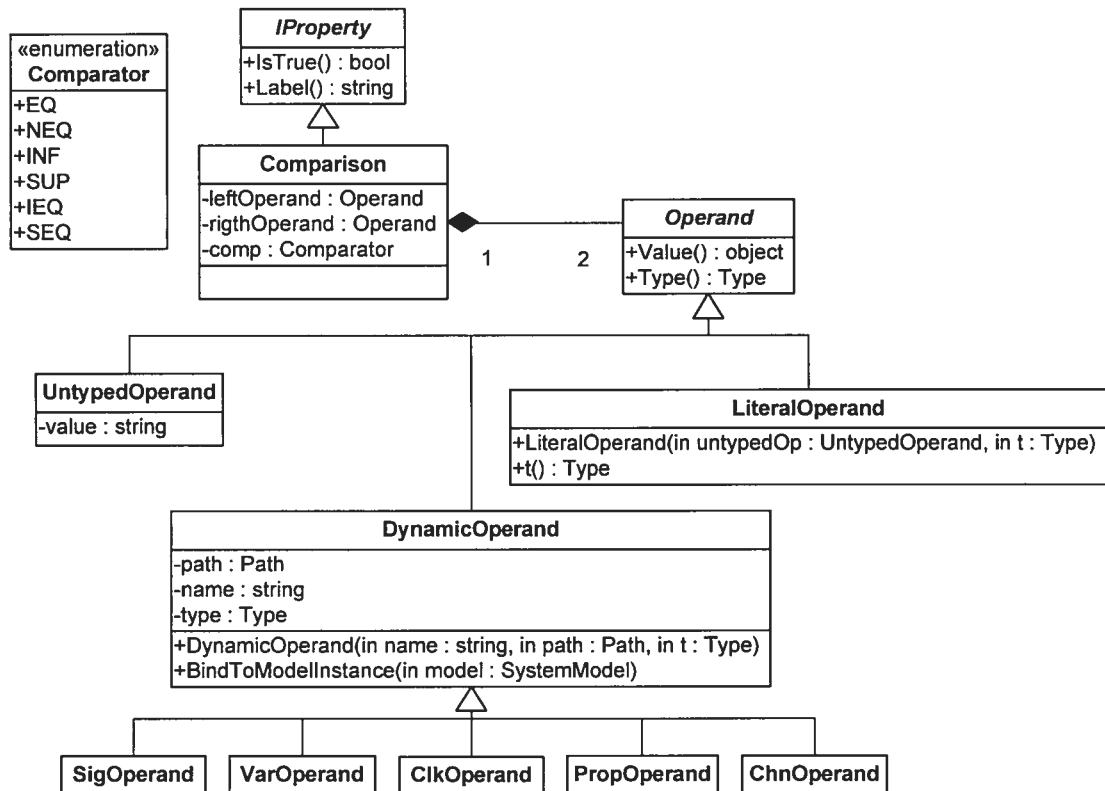 «enumeration»
Comparator
+EQ
+NEQ
+INF
+SUP
+IEQ
+SEQ
IProperty
+IsTrue() : bool
+Label() : string
Comparison
-leftOperand : Operand
-rigthOperand : Operand
-comp : Comparator
1
2
Operand
+Value() : object
+Type() : Type
UntypedOperand
-value : string
LiteralOperand
+LiteralOperand(in untypedOp : UntypedOperand, in t : Type)
+t() : Type
DynamicOperand
-path : Path
-name : string
-type : Type
+DynamicOperand(in name : string, in path : Path, in t : Type)
+BindToModelInstance(in model : SystemModel)
SigOperand
VarOperand
ClkOperand
PropOperand
ChnOperand